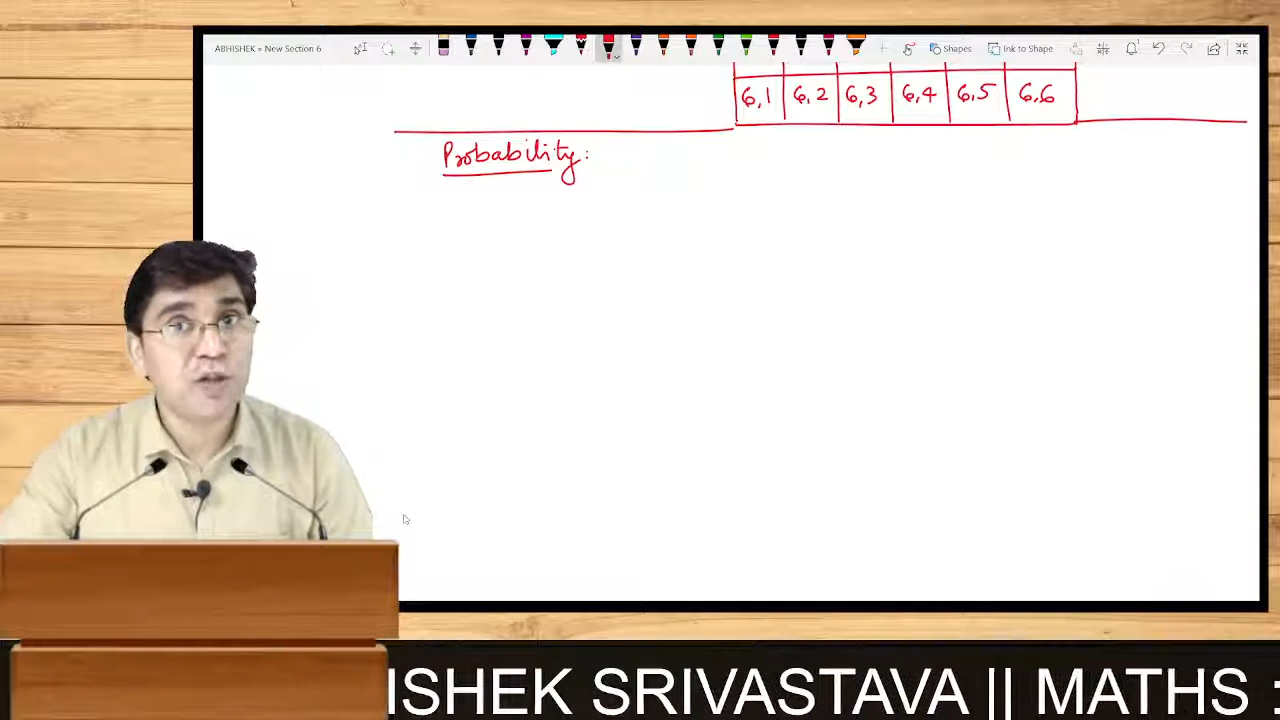 ABHISHEK » New Section 6
Shapes
Ink to Shape
6,1 6,2 6,3 6,4 6,5 6,6
Probability:
ISHEK SRIVASTAVA || MATHS :